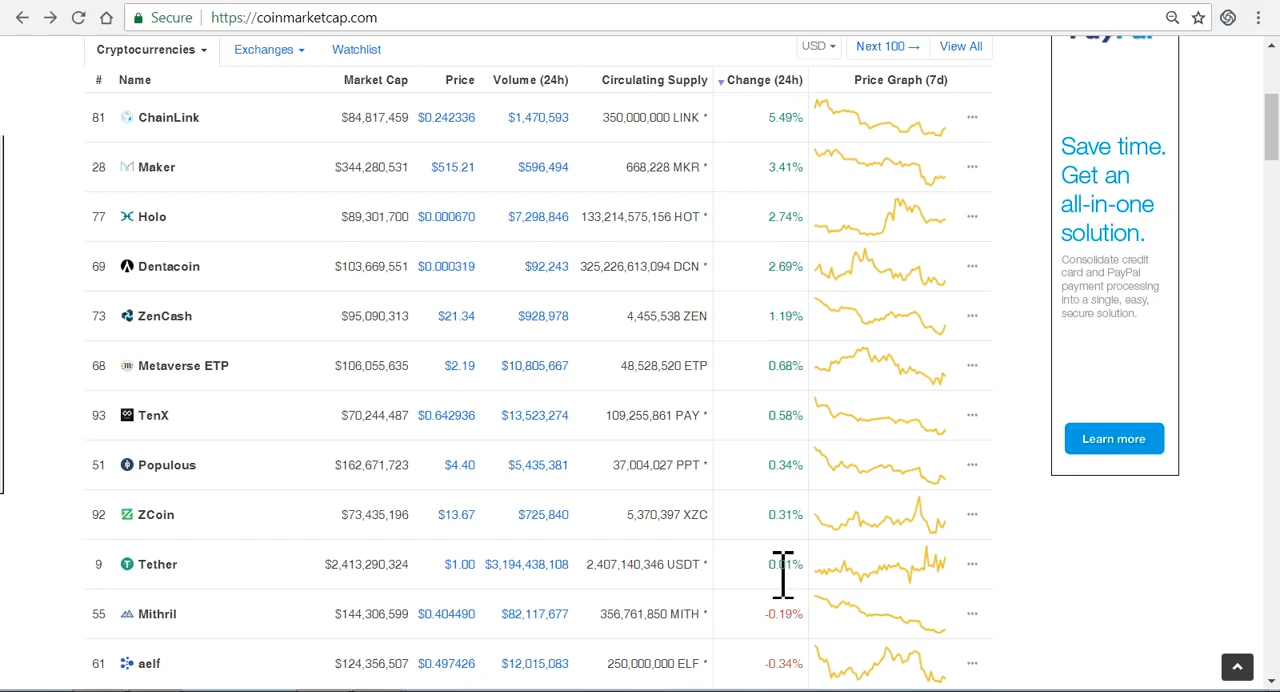 Secure https://coinmarketcap.com
Cryptocurrencies Exchanges Watchlist USD Next 100 → View All
# Name Market Cap Price Volume (24h) Circulating Supply Change (24h) Price Graph (7d)
81 ChainLink $84,817,459 $0.242336 $1,470,593 350,000,000 LINK * 5.49%
28 Maker $344,280,531 $515.21 $596,494 668,228 MKR * 3.41%
77 Holo $89,301,700 $0.000670 $7,298,846 133,214,575,156 HOT * 2.74%
69 Dentacoin $103,669,551 $0.000319 $92,243 325,226,613,094 DCN * 2.69%
73 ZenCash $95,090,313 $21.34 $928,978 4,455,538 ZEN 1.19%
68 Metaverse ETP $106,055,635 $2.19 $10,805,667 48,528,520 ETP 0.68%
93 TenX $70,244,487 $0.642936 $13,523,274 109,255,861 PAY * 0.58%
51 Populous $162,671,723 $4.40 $5,435,381 37,004,027 PPT * 0.34%
92 ZCoin $73,435,196 $13.67 $725,840 5,370,397 XZC 0.31%
9 Tether $2,413,290,324 $1.00 $3,194,438,108 2,407,140,346 USDT * 0.01%
55 Mithril $144,306,599 $0.404490 $82,117,677 356,761,850 MITH * -0.19%
61 aelf $124,356,507 $0.497426 $12,015,083 250,000,000 ELF * -0.34%
PayPal
Save time.
Get an
all-in-one
solution.
Consolidate credit
card and PayPal
payment processing
into a single, easy,
secure solution.
Learn more